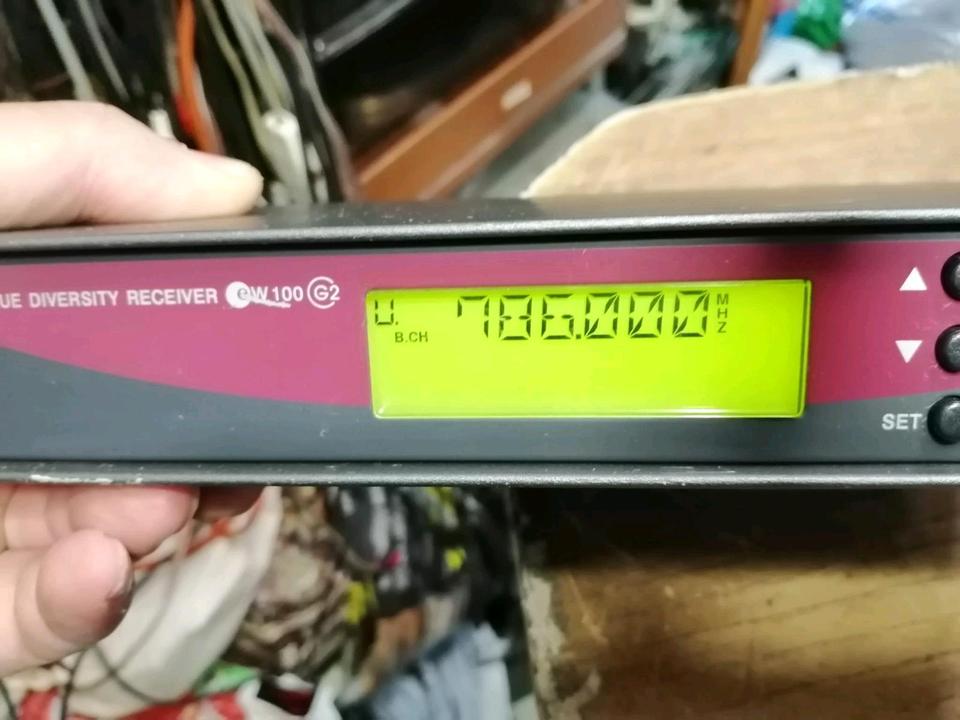 UE DIVERSITY RECEIVER ew 100 G2
U. B.CH 786.000 MHZ
SET